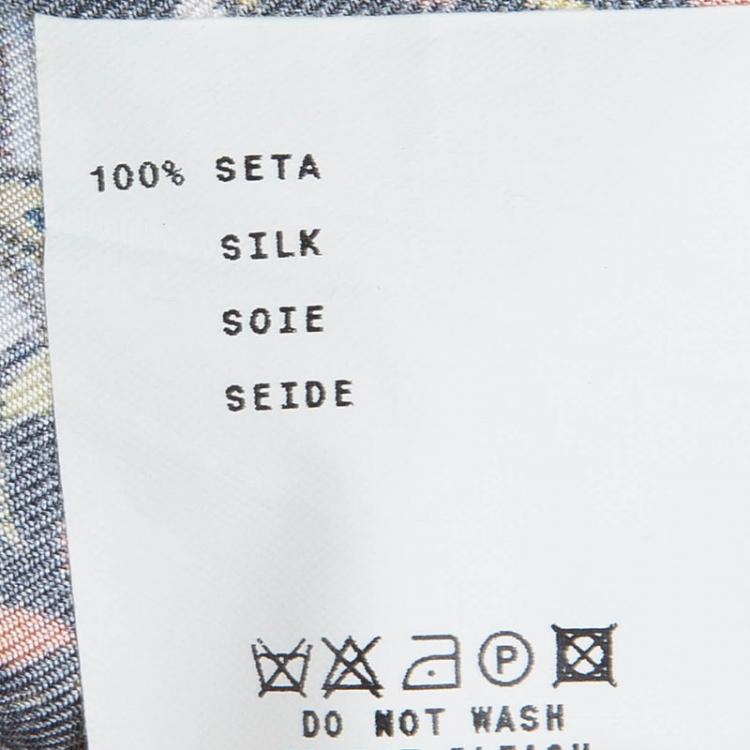 100% SETA
SILK
SOIE
SEIDE
P
DO NOT WASH